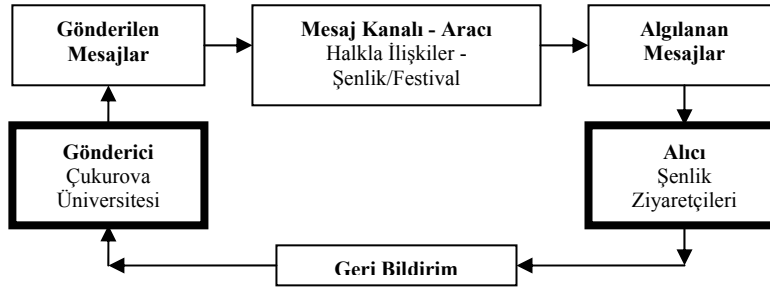 Gönderilen
Mesajlar
Mesaj Kanalı - Aracı
Halkla İlişkiler -
Şenlik/Festival
Algılanan
Mesajlar
Gönderici
Çukurova
Üniversitesi
Alıcı
Şenlik
Ziyaretçileri
Geri Bildirim